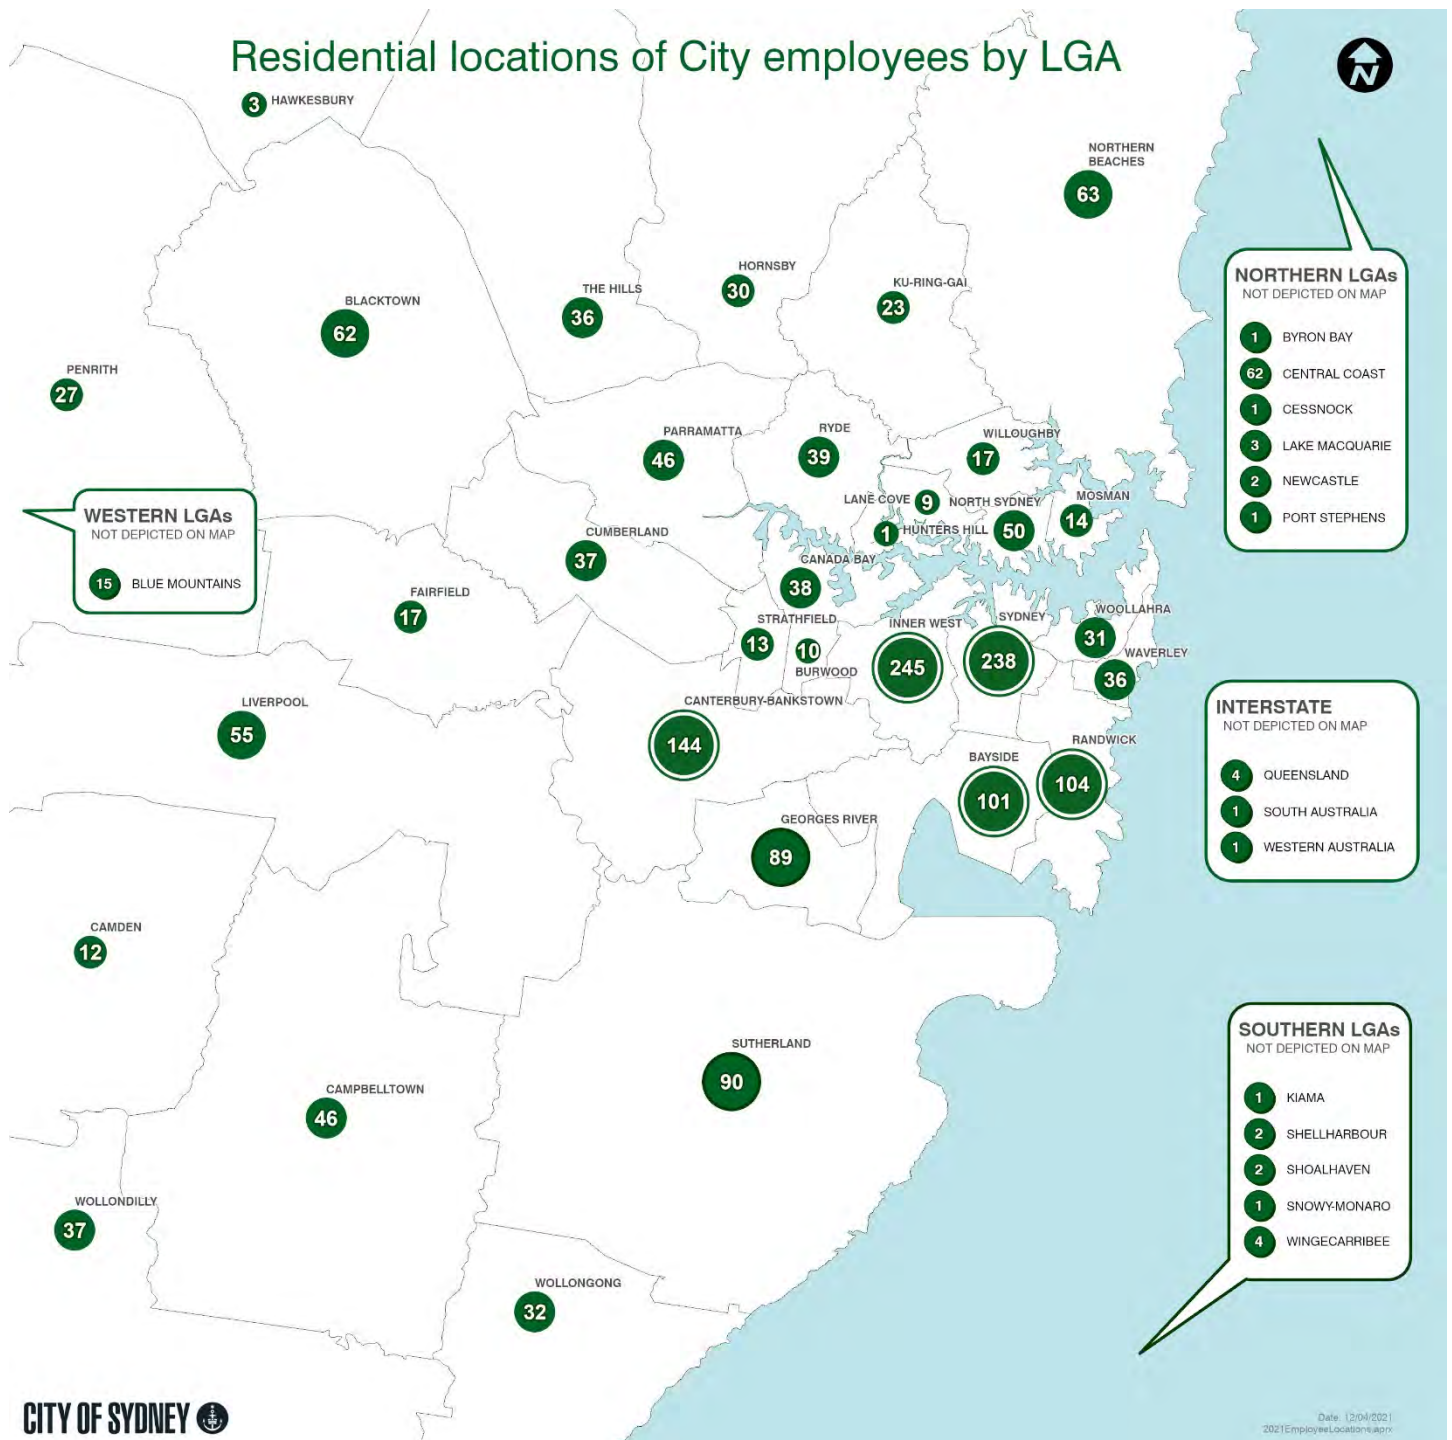 Residential locations of City employees by LGA
N
3 HAWKESBURY
NORTHERN
BEACHES
63
HORNSBY
30
KU-RING-GAI
23
THE HILLS
36
BLACKTOWN
62
PENRITH
27
PARRAMATTA
46
RYDE
39
WILLOUGHBY
17
LANE COVE
9
NORTH SYDNEY
50
MOSMAN
14
1
HUNTERS HILL
CUMBERLAND
37
CANADA BAY
38
FAIRFIELD
17
STRATHFIELD
13
10
BURWOOD
INNER WEST
245
SYDNEY
238
WOOLLAHRA
31
WAVERLEY
36
LIVERPOOL
55
CANTERBURY-BANKSTOWN
144
BAYSIDE
101
RANDWICK
104
GEORGES RIVER
89
CAMDEN
12
SUTHERLAND
90
CAMPBELLTOWN
46
WOLLONDILLY
37
WOLLONGONG
32
WESTERN LGAs
NOT DEPICTED ON MAP
15 BLUE MOUNTAINS
NORTHERN LGAs
NOT DEPICTED ON MAP
1 BYRON BAY
62 CENTRAL COAST
1 CESSNOCK
3 LAKE MACQUARIE
2 NEWCASTLE
1 PORT STEPHENS
INTERSTATE
NOT DEPICTED ON MAP
4 QUEENSLAND
1 SOUTH AUSTRALIA
1 WESTERN AUSTRALIA
SOUTHERN LGAs
NOT DEPICTED ON MAP
1 KIAMA
2 SHELLHARBOUR
2 SHOALHAVEN
1 SNOWY-MONARO
4 WINGECARRIBEE
CITY OF SYDNEY
Date: 12/04/2021
2021EmployeeLocations.aprx